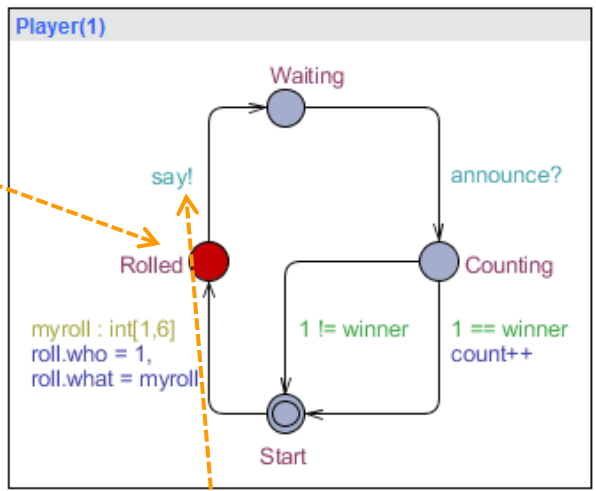 Player(1)
Waiting
say!
announce?
Rolled
Counting
myroll : int[1,6]
roll.who = 1,
roll.what = myroll
1 != winner
1 == winner
count++
Start